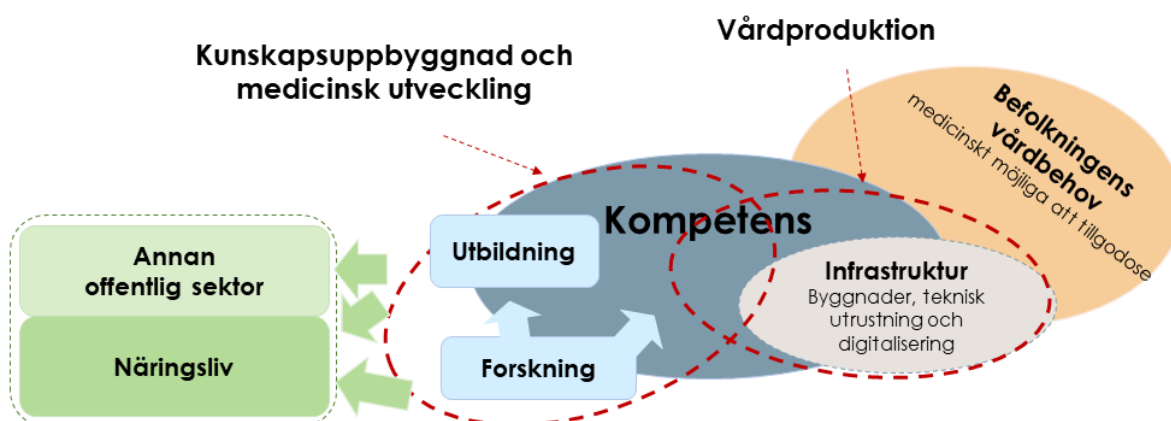 Kunskapsuppbyggnad och
medicinsk utveckling
Vårdproduktion
Befolkningens
vårdbehov
medicinskt möjliga att tillgodose
Kompetens
Utbildning
Forskning
Infrastruktur
Byggnader, teknisk
utrustning och
digitalisering
Annan
offentlig sektor
Näringsliv